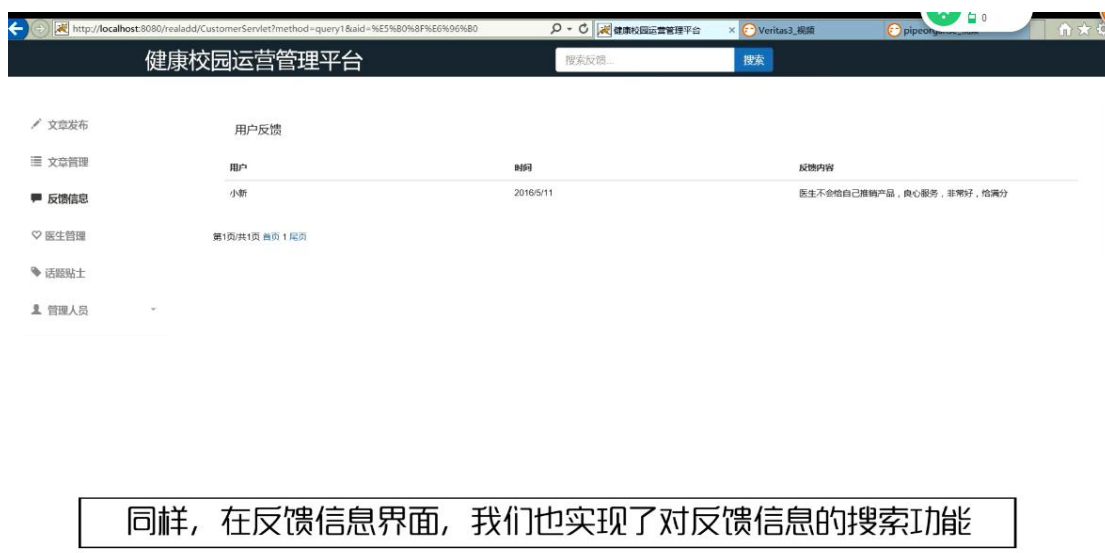 http://localhost:8080/realadd/CustomerServlet?method=query1&aid=%E5%B0%8F%E6%96%B0
健康校园运营管理平台
Veritas3_视频
0
健康校园运营管理平台
搜索反馈...
搜索
文章发布
文章管理
反馈信息
医生管理
话题贴士
管理人员
用户反馈
用户 时间 反馈内容
小新 2016/5/11 医生不会给自己推销产品，良心服务，非常好，给满分
第1页/共1页 首页 1 尾页
同样，在反馈信息界面，我们也实现了对反馈信息的搜索功能